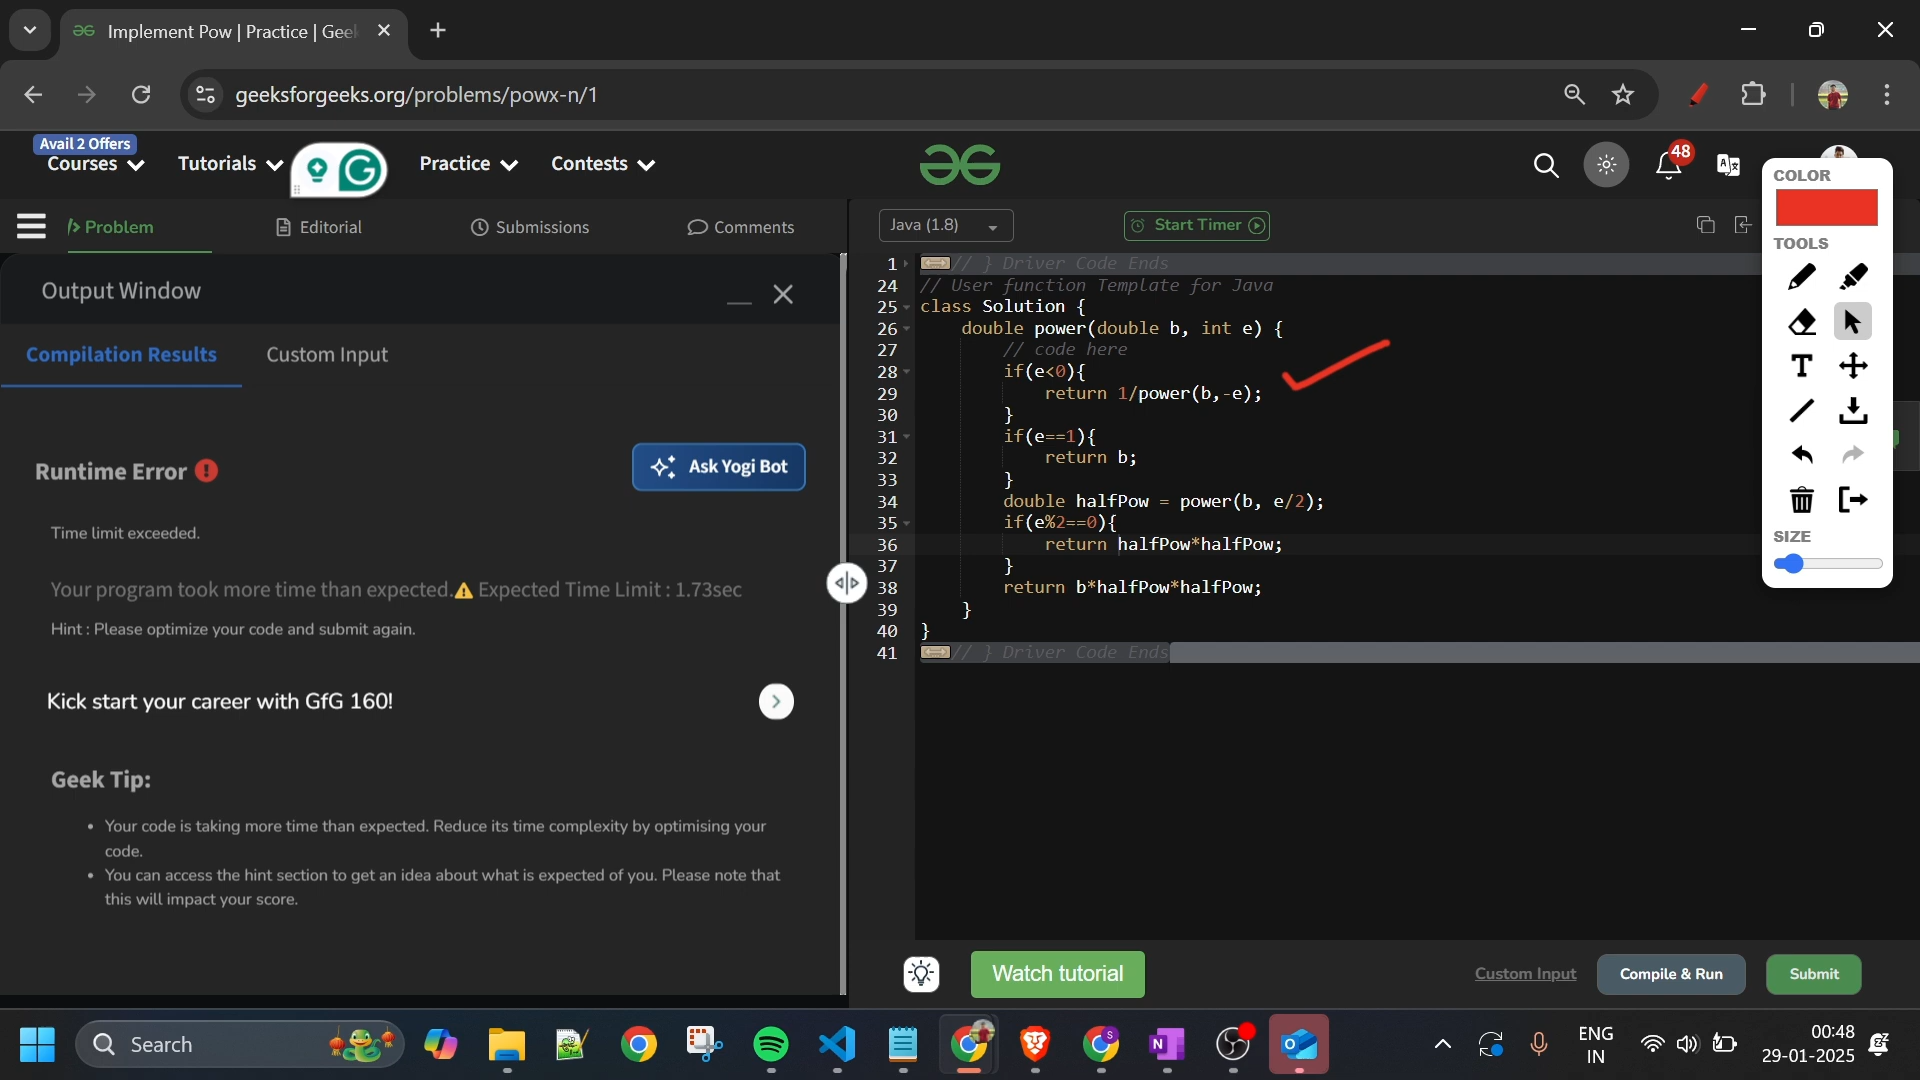 Implement Pow | Practice | Geek
geeksforgeeks.org/problems/powx-n/1
Avail 2 Offers
Courses
Tutorials
Practice
Contests
48
COLOR
TOOLS
SIZE
Problem
Editorial
Submissions
Comments
Java (1.8)
Start Timer
Output Window
Compilation Results
Custom Input
Runtime Error
Ask Yogi Bot
Time limit exceeded.
Your program took more time than expected. Expected Time Limit : 1.73sec
Hint : Please optimize your code and submit again.
Kick start your career with GfG 160!
Geek Tip:
• Your code is taking more time than expected. Reduce its time complexity by optimising your
code.
• You can access the hint section to get an idea about what is expected of you. Please note that
this will impact your score.
1 // } Driver Code Ends
24 // User function Template for Java
25 class Solution {
26 double power(double b, int e) {
27 // code here
28 if(e<0){
29 return 1/power(b,-e);
30 }
31 if(e==1){
32 return b;
33 }
34 double halfPow = power(b, e/2);
35 if(e%2==0){
36 return halfPow*halfPow;
37 }
38 return b*halfPow*halfPow;
39 }
40 }
41 // } Driver Code Ends
Watch tutorial
Custom Input
Compile & Run
Submit
Search
ENG
IN
00:48
29-01-2025